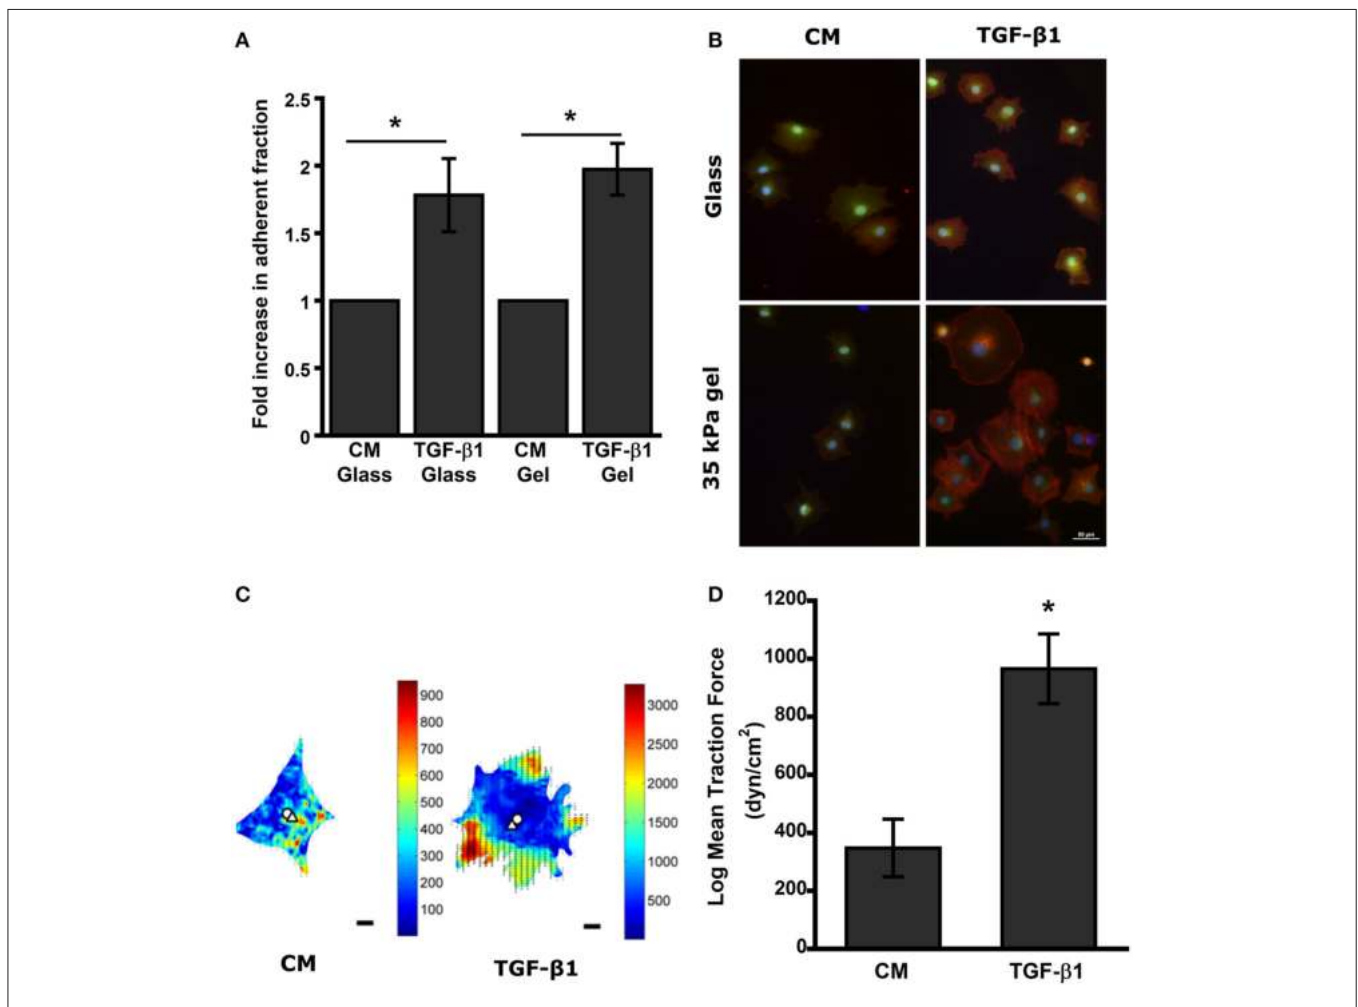 A
Fold increase in adherent fraction
2.5
2
1.5
1
0.5
0
*
*
CM
Glass
TGF-β1
Glass
CM
Gel
TGF-β1
Gel
B
CM
TGF-β1
Glass
35 kPa gel
C
900
800
700
600
500
400
300
200
100
CM
3000
2500
2000
1500
1000
500
TGF-β1
D
Log Mean Traction Force
(dyn/cm²)
1200
1000
800
600
400
200
0
*
CM
TGF-β1